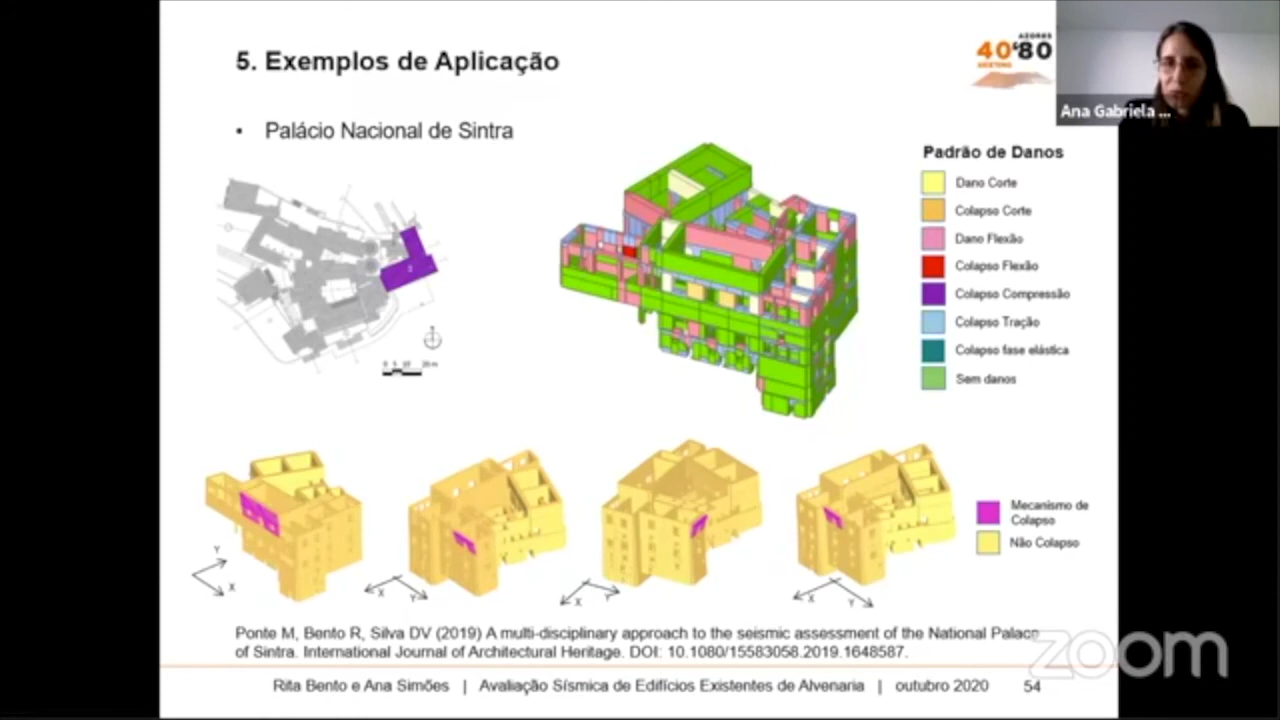 5. Exemplos de Aplicação
AZORES
40'80
MEETING
Ana Gabriela ...
• Palácio Nacional de Sintra
Padrão de Danos
Dano Corte
Colapso Corte
Dano Flexão
Colapso Flexão
Colapso Compressão
Colapso Tração
Colapso fase elástica
Sem danos
Mecanismo de
Colapso
Não Colapso
Y
X
X
Y
X
Y
X
Y
Ponte M, Bento R, Silva DV (2019) A multi-disciplinary approach to the seismic assessment of the National Palace
of Sintra. International Journal of Architectural Heritage. DOI: 10.1080/15583058.2019.1648587.
zoom
Rita Bento e Ana Simões | Avaliação Sísmica de Edifícios Existentes de Alvenaria | outubro 2020 54